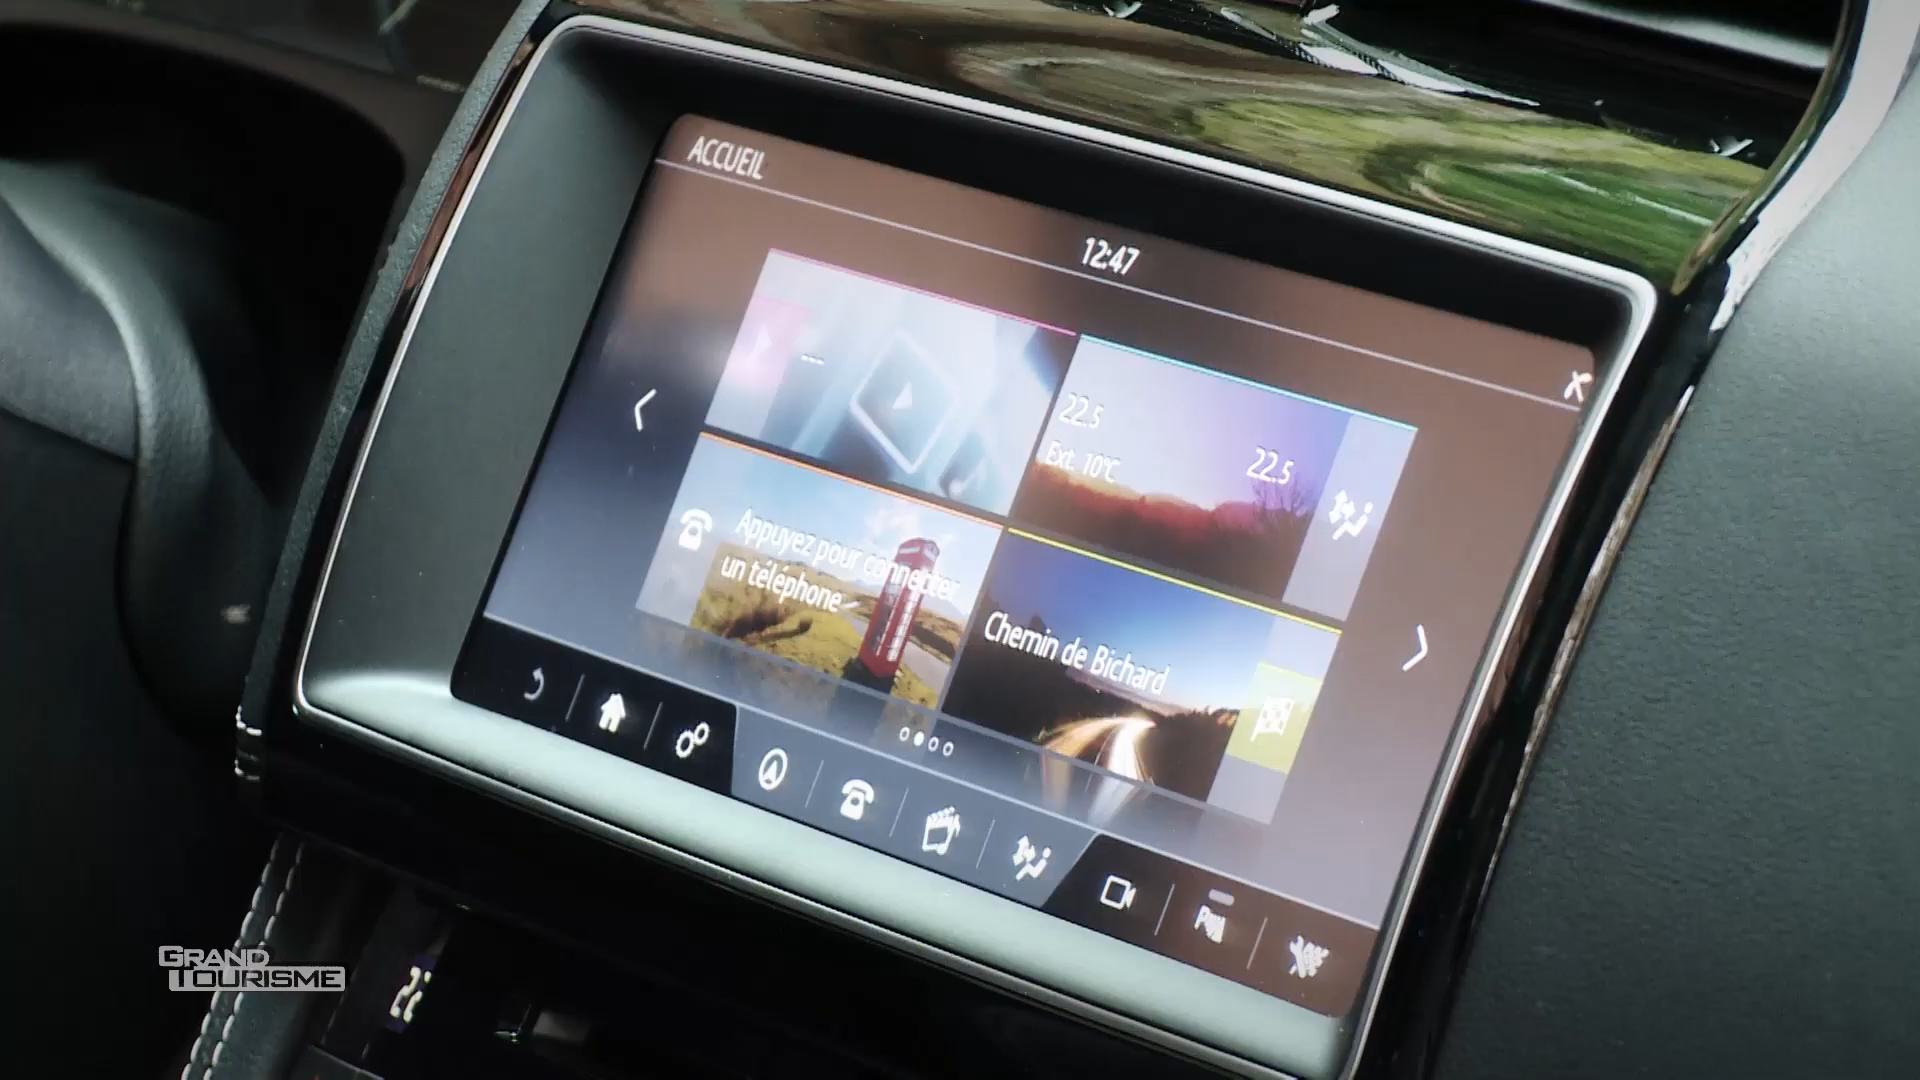 ACCUEIL
12:47
---
22.5
Ext. 10°C
22.5
Appuyez pour connecter
un téléphone
Chemin de Bichard
GRAND
TOURISME